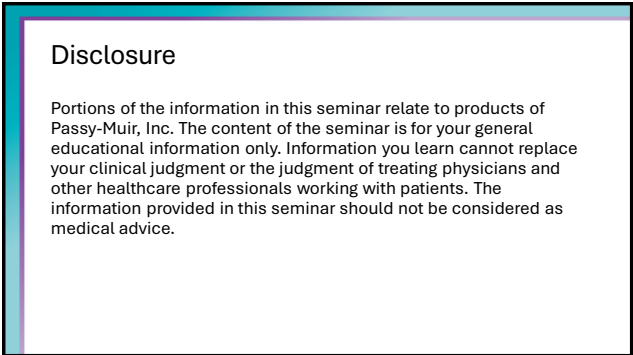 Disclosure
Portions of the information in this seminar relate to products of
Passy-Muir, Inc. The content of the seminar is for your general
educational information only. Information you learn cannot replace
your clinical judgment or the judgment of treating physicians and
other healthcare professionals working with patients. The
information provided in this seminar should not be considered as
medical advice.